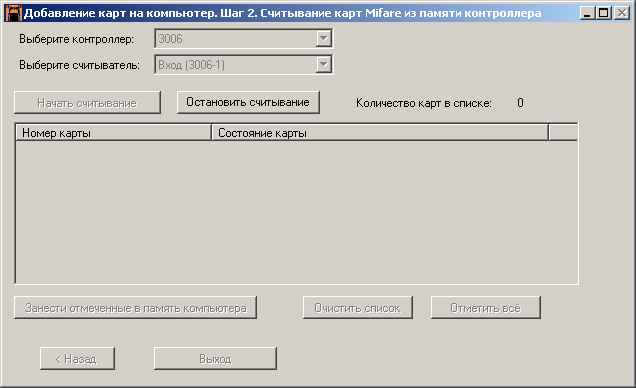 Добавление карт на компьютер. Шаг 2. Считывание карт Mifare из памяти контроллера
Выберите контроллер: 3006
Выберите считыватель: Вход (3006-1)
Начать считывание Остановить считывание Количество карт в списке: 0
Номер карты Состояние карты
Занести отмеченные в память компьютера Очистить список Отметить всё
< Назад Выход